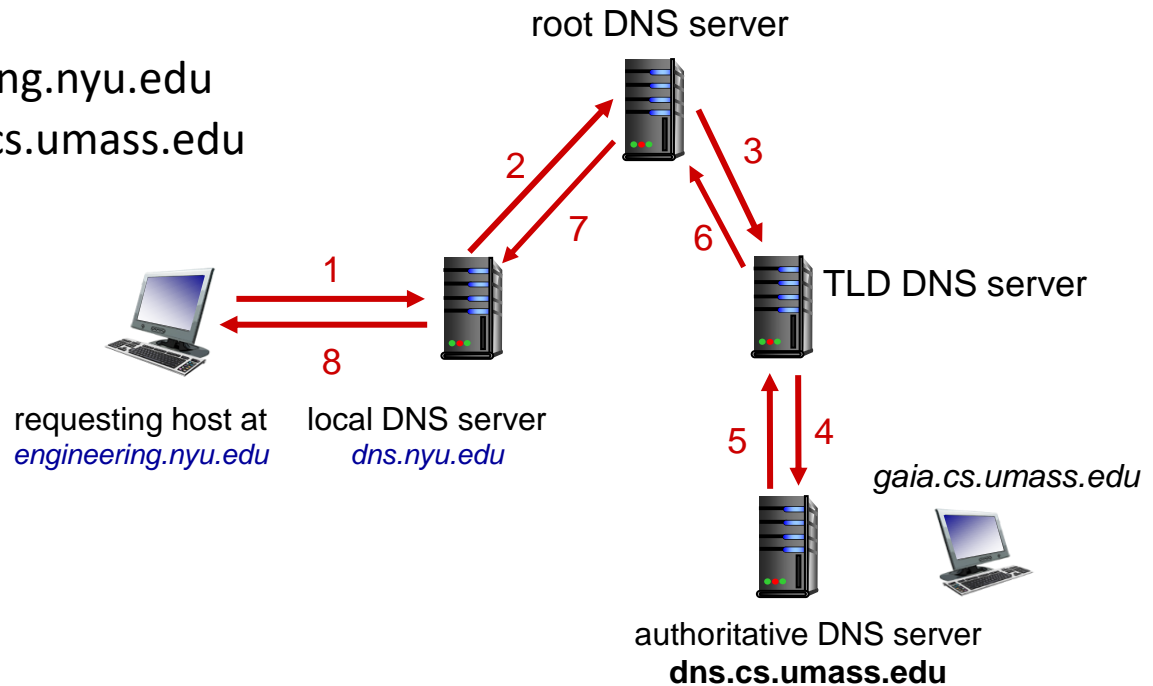 root DNS server
ng.nyu.edu
cs.umass.edu
2
3
7
6
TLD DNS server
1
8
requesting host at
engineering.nyu.edu
local DNS server
dns.nyu.edu
5
4
gaia.cs.umass.edu
authoritative DNS server
dns.cs.umass.edu